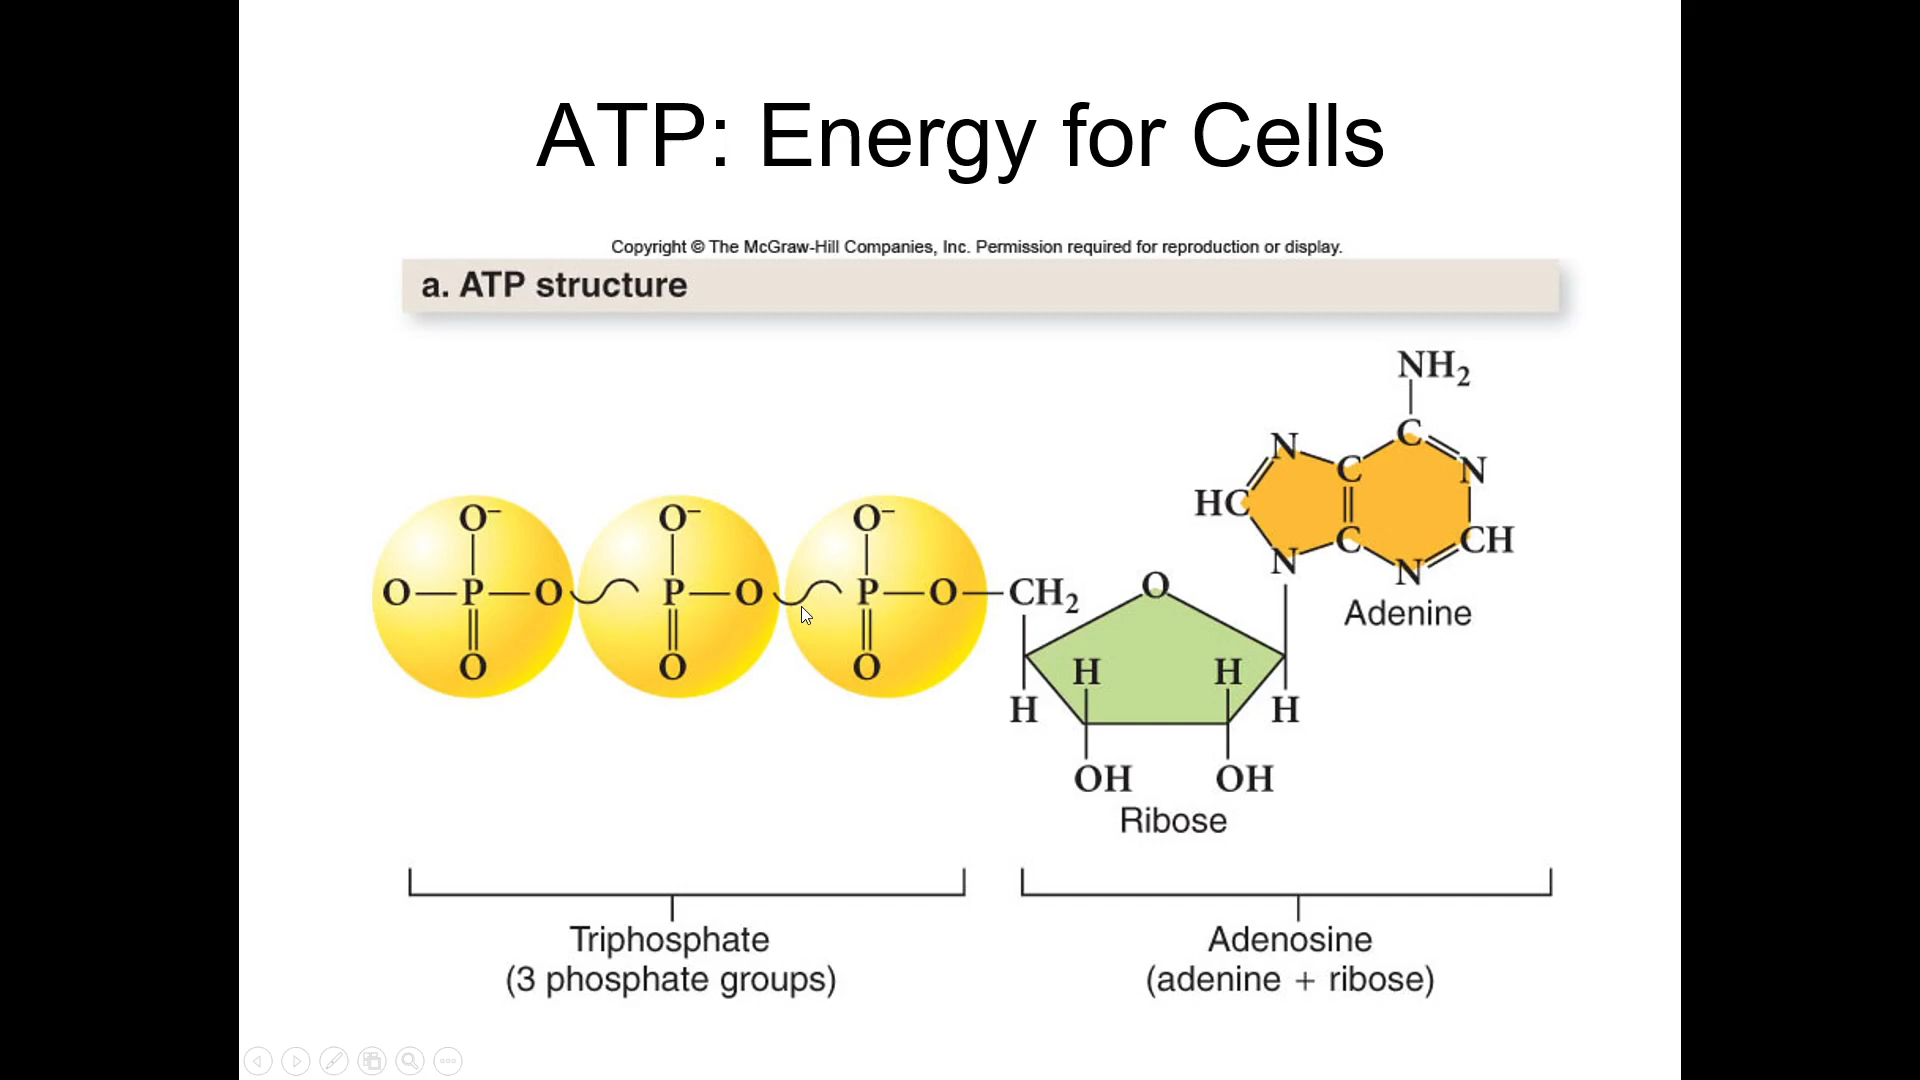 ATP: Energy for Cells
Copyright © The McGraw-Hill Companies, Inc. Permission required for reproduction or display.
a. ATP structure
NH₂
C
N
C
N
HC
C
CH
N
N
Adenine
O⁻
O⁻
O⁻
O—P—O
P—O
P—O—CH₂
O
O
O
O
H
H
H
H
OH
OH
Ribose
Triphosphate
(3 phosphate groups)
Adenosine
(adenine + ribose)